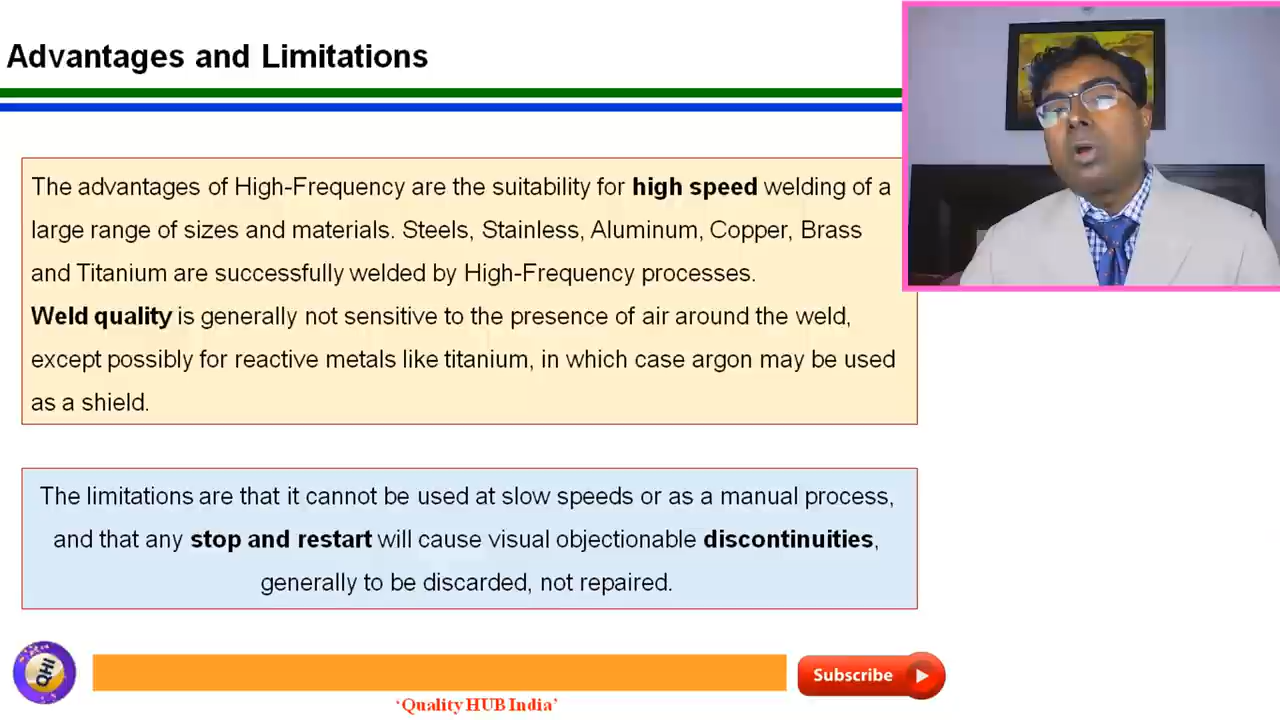 Advantages and Limitations
The advantages of High-Frequency are the suitability for high speed welding of a
large range of sizes and materials. Steels, Stainless, Aluminum, Copper, Brass
and Titanium are successfully welded by High-Frequency processes.
Weld quality is generally not sensitive to the presence of air around the weld,
except possibly for reactive metals like titanium, in which case argon may be used
as a shield.
The limitations are that it cannot be used at slow speeds or as a manual process,
and that any stop and restart will cause visual objectionable discontinuities,
generally to be discarded, not repaired.
QHI
Subscribe
‘Quality HUB India’